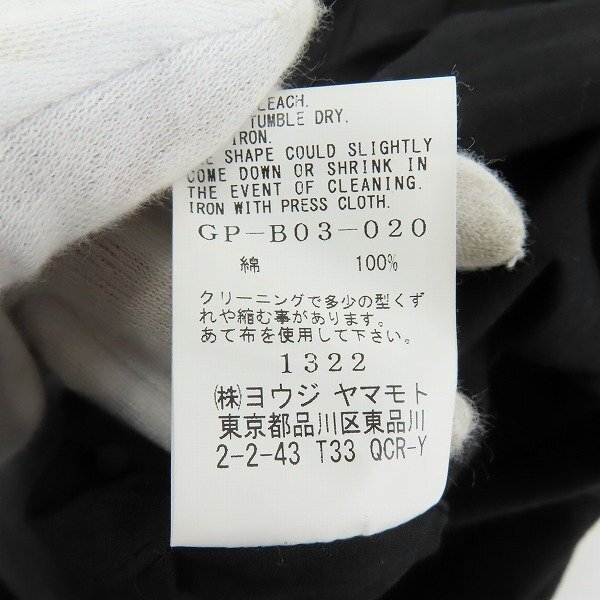 LEACH.
TUMBLE DRY.
IRON.
SHAPE COULD SLIGHTLY
COME DOWN OR SHRINK IN
THE EVENT OF CLEANING.
IRON WITH PRESS CLOTH.
GP-B03-020
綿 100%
クリーニングで多少の型くず
れや縮む事があります。
あて布を使用して下さい。
1322
㈱ヨウジ ヤマモト
東京都品川区東品川
2-2-43 T33 QCR-Y